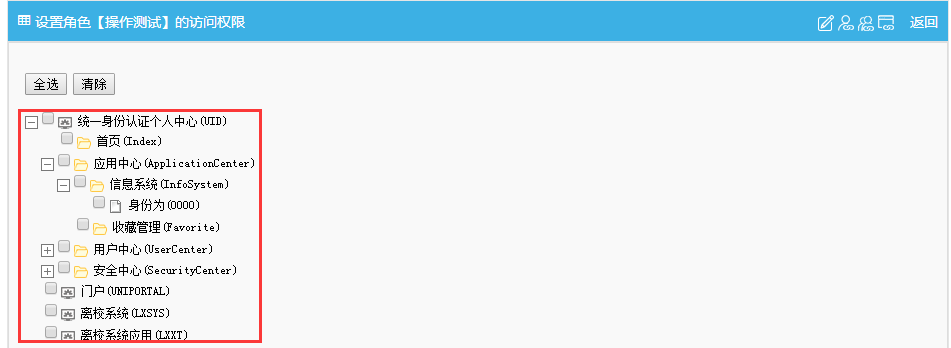 设置角色【操作测试】的访问权限 返回
全选 清除
统一身份认证个人中心(UID)
首页(Index)
应用中心(ApplicationCenter)
信息系统(InfoSystem)
身份为(0000)
收藏管理(Favorite)
用户中心(UserCenter)
安全中心(SecurityCenter)
门户(UNIPORTAL)
离校系统(LXSYS)
离校系统应用(LXXT)